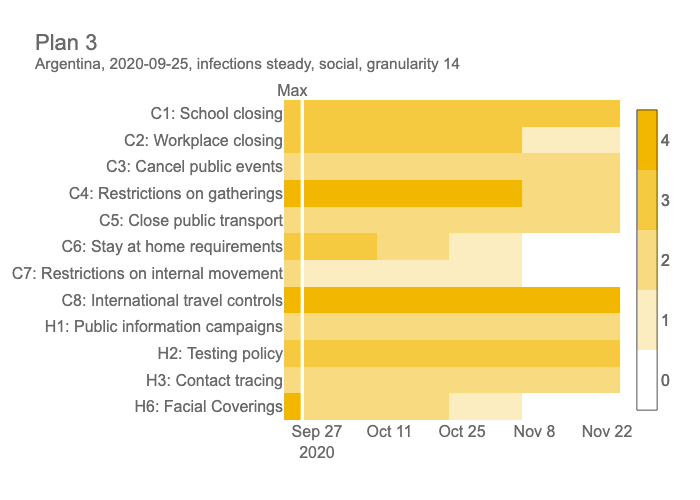 Plan 3
Argentina, 2020-09-25, infections steady, social, granularity 14
Max
C1: School closing
C2: Workplace closing
C3: Cancel public events
C4: Restrictions on gatherings
C5: Close public transport
C6: Stay at home requirements
C7: Restrictions on internal movement
C8: International travel controls
H1: Public information campaigns
H2: Testing policy
H3: Contact tracing
H6: Facial Coverings
4
3
2
1
0
Sep 27 Oct 11 Oct 25 Nov 8 Nov 22
2020